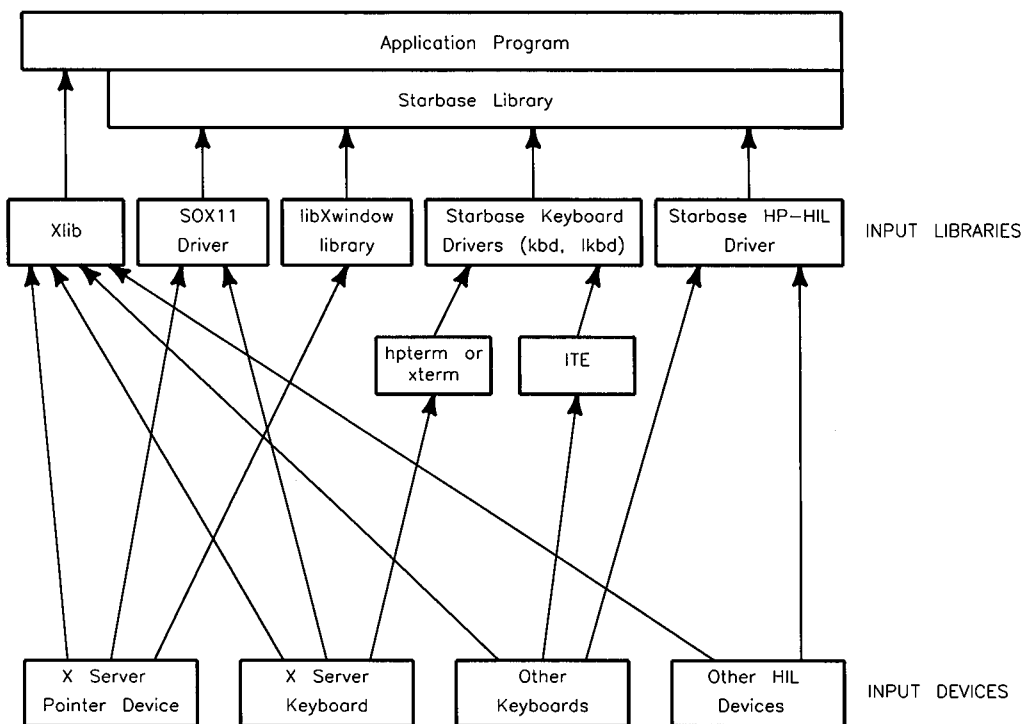 Application Program
Starbase Library
Xlib
SOX11
Driver
libXwindow
library
Starbase Keyboard
Drivers (kbd, lkbd)
Starbase HP-HIL
Driver
INPUT LIBRARIES
hpterm or
xterm
ITE
X Server
Pointer Device
X Server
Keyboard
Other
Keyboards
Other HIL
Devices
INPUT DEVICES